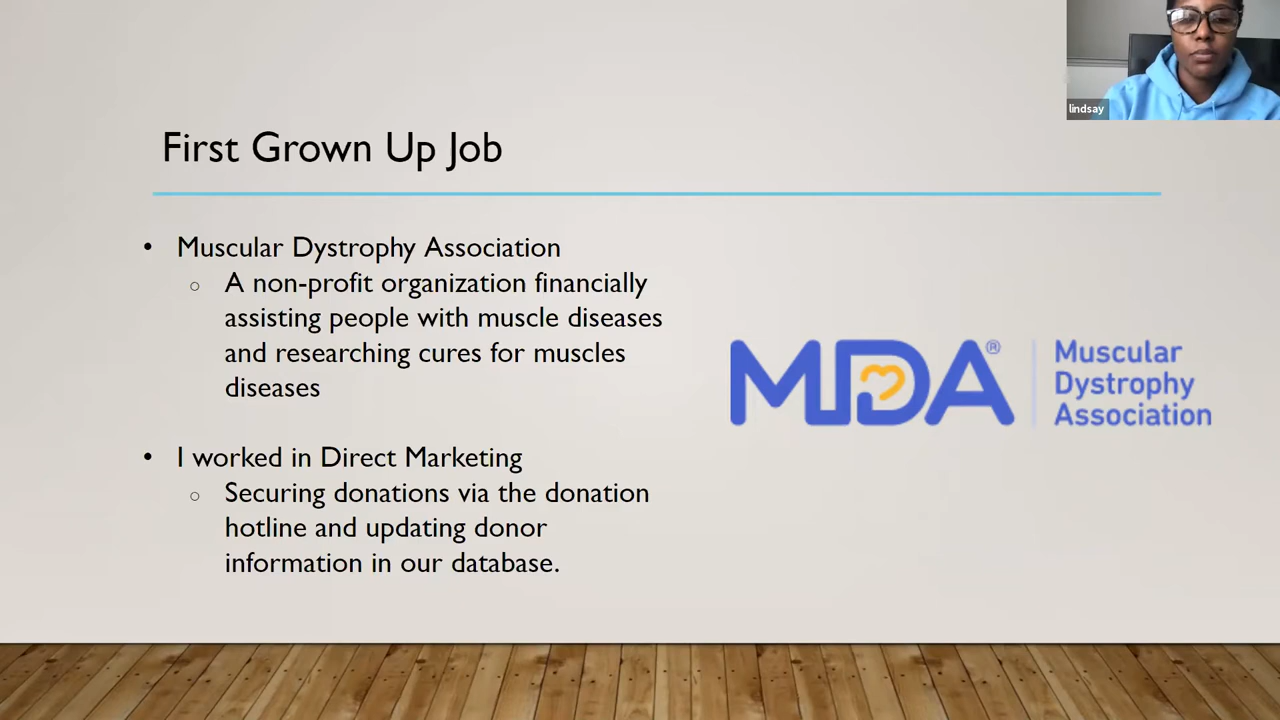 lindsay
First Grown Up Job
• Muscular Dystrophy Association
○ A non-profit organization financially
assisting people with muscle diseases
and researching cures for muscles
diseases
• I worked in Direct Marketing
○ Securing donations via the donation
hotline and updating donor
information in our database.
MDA®
Muscular
Dystrophy
Association